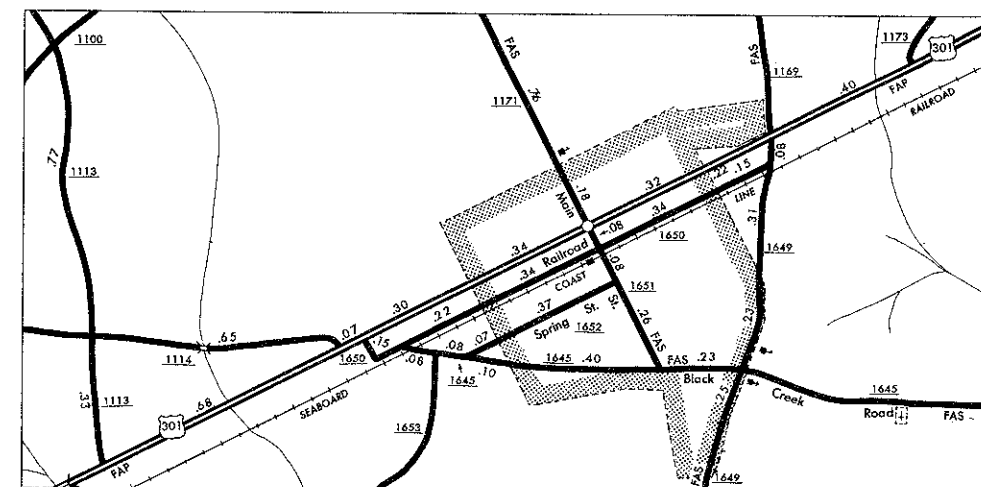 1100
FAS
FAS
1173
301
1171
.76
1169
.40
FAP
RAILROAD
.77
1113
.18
Main
.32
.22
.15
.08
LINE
.34
.08
1650
.31
1649
.34
Railroad
.34
COAST
.08
1651
.30
.22
.37
Spring St.
St.
1652
.26
FAS
.23
.65
1114
.07
1650
.15
.08
.08
.07
1645
.10
1645
.40
FAS
.23
Black
Creek
Road
1645
FAS
.33
1113
.68
301
SEABOARD
1653
.25
FAP
FAS
1649